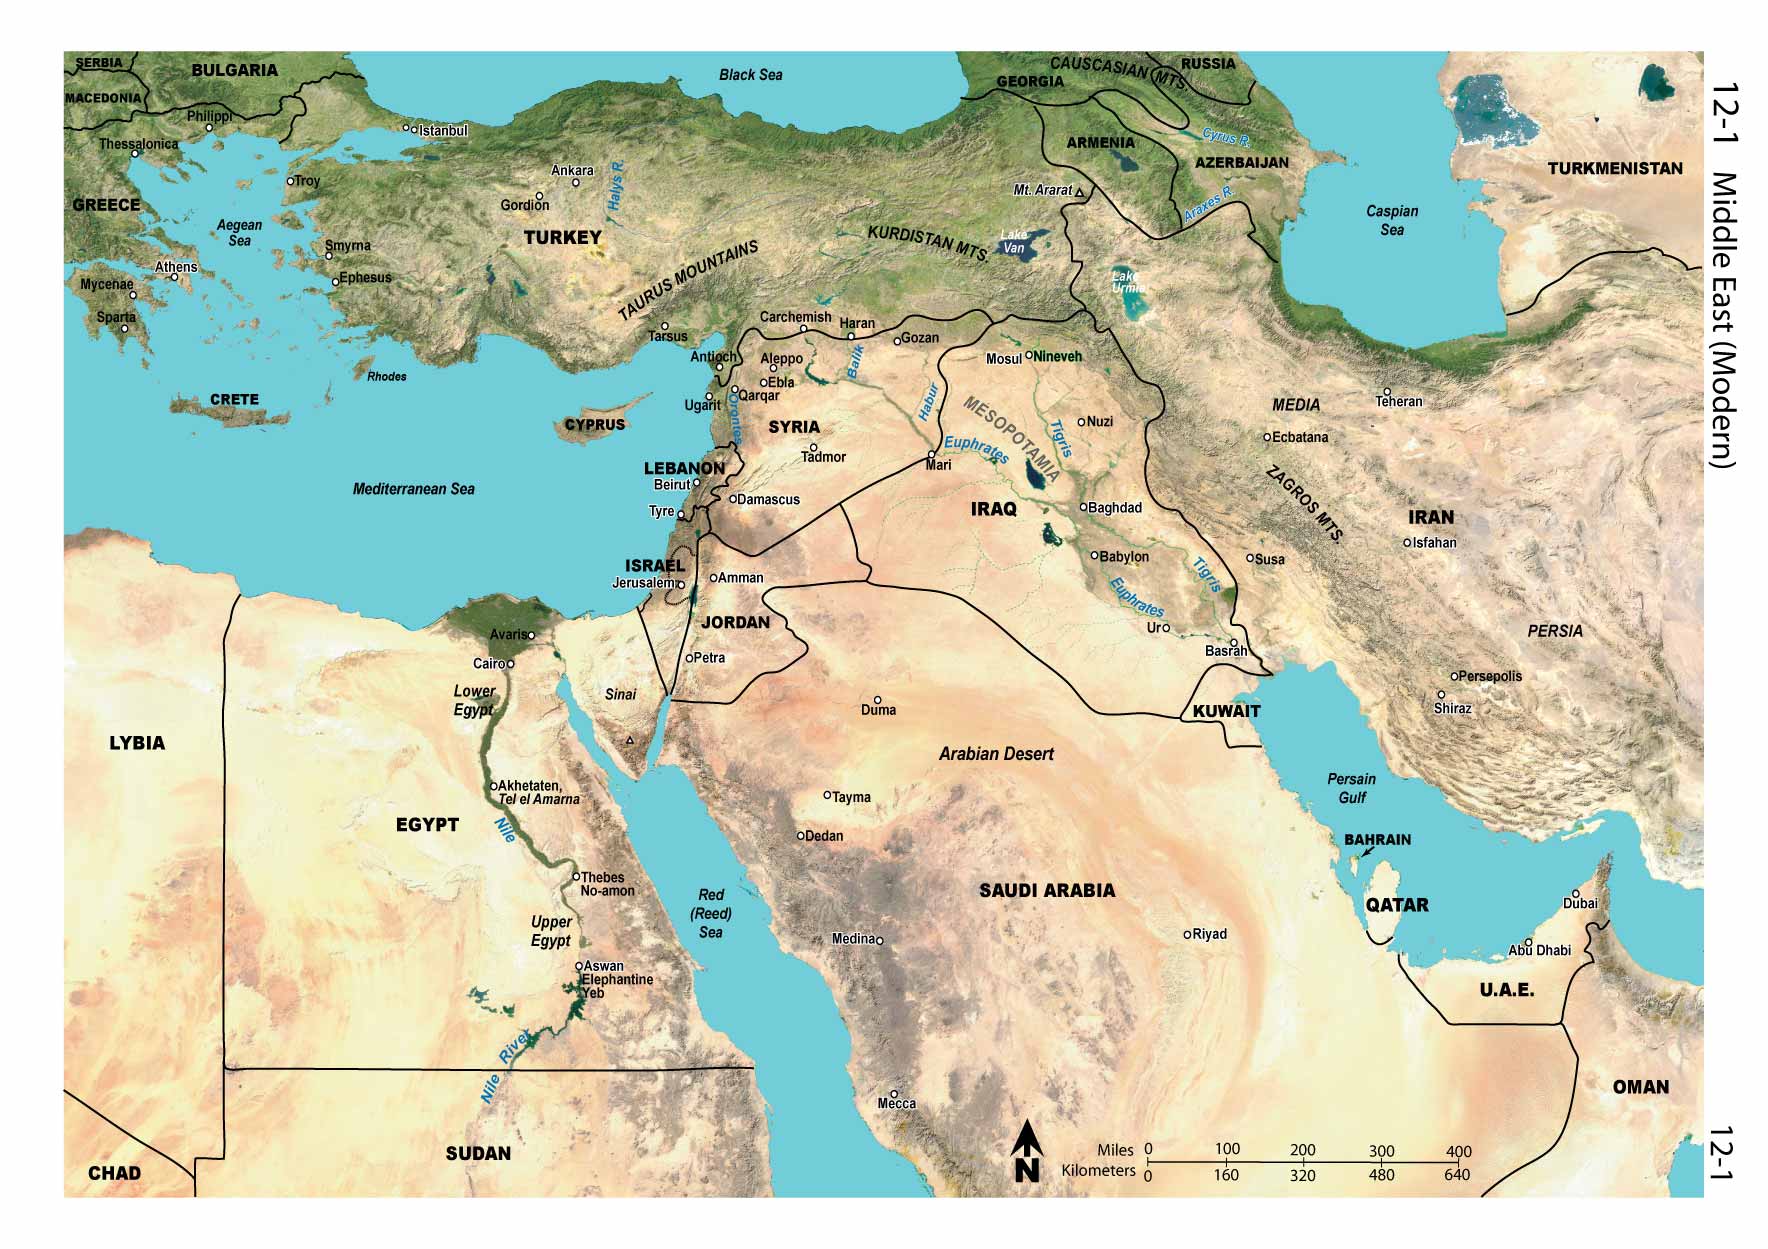 SERBIA
BULGARIA
MACEDONIA
Philippi
Thessalonica
Istanbul
Black Sea
GEORGIA
CAUSCASIAN MTS.
RUSSIA
Cyrus R.
ARMENIA
AZERBAIJAN
TURKMENISTAN
Troy
GREECE
Aegean
Sea
Ankara
Gordion
Halys R.
TURKEY
Mt. Ararat
Araxes R.
Caspian
Sea
Smyrna
Ephesus
Athens
Mycenae
Sparta
TAURUS MOUNTAINS
KURDISTAN MTS.
Lake
Van
Lake
Urmia
Tarsus
Carchemish
Haran
Gozan
Antioch
Aleppo
Balik
Mosul
Nineveh
Rhodes
Ebla
Qarqar
Ugarit
Orontes
Habur
MESOPOTAMIA
Nuzi
MEDIA
Teheran
CRETE
CYPRUS
SYRIA
Tadmor
Euphrates
Tigris
Mari
Ecbatana
LEBANON
Beirut
Mediterranean Sea
Damascus
Tyre
IRAQ
Baghdad
ZAGROS MTS.
IRAN
Isfahan
ISRAEL
Jerusalem
Amman
Babylon
Tigris
Susa
Euphrates
JORDAN
Ur
Basrah
PERSIA
Avaris
Cairo
Petra
Lower
Egypt
Sinai
Persepolis
Shiraz
Duma
KUWAIT
LYBIA
Arabian Desert
Akhetaten,
Tel el Amarna
Tayma
Persain
Gulf
EGYPT
Nile
Dedan
BAHRAIN
Thebes
No-amon
SAUDI ARABIA
Red
(Reed)
Sea
QATAR
Dubai
Upper
Egypt
Medina
Riyad
Abu Dhabi
Aswan
Elephantine
Yeb
U.A.E.
Nile River
OMAN
Mecca
SUDAN
CHAD
N
Miles 0 100 200 300 400
Kilometers 0 160 320 480 640
12-1 Middle East (Modern)
12-1